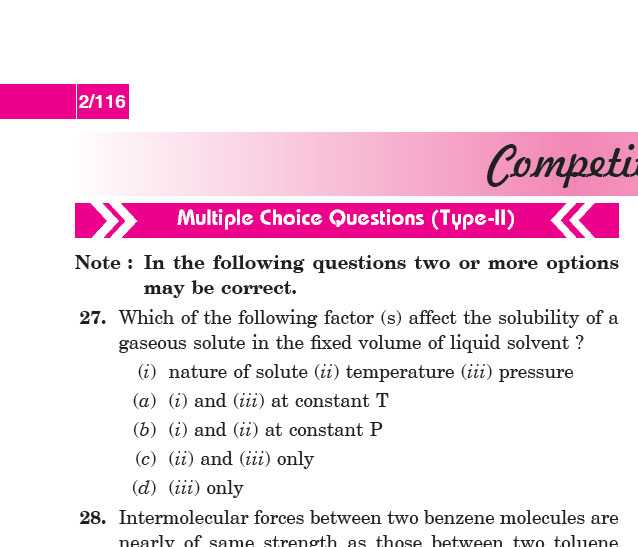 2/116
Multiple Choice Questions (Type-II)
Note : In the following questions two or more options
may be correct.
27. Which of the following factor (s) affect the solubility of a
gaseous solute in the fixed volume of liquid solvent ?
(i) nature of solute (ii) temperature (iii) pressure
(a) (i) and (iii) at constant T
(b) (i) and (ii) at constant P
(c) (ii) and (iii) only
(d) (iii) only
28. Intermolecular forces between two benzene molecules are
nearly of same strength as those between two toluene